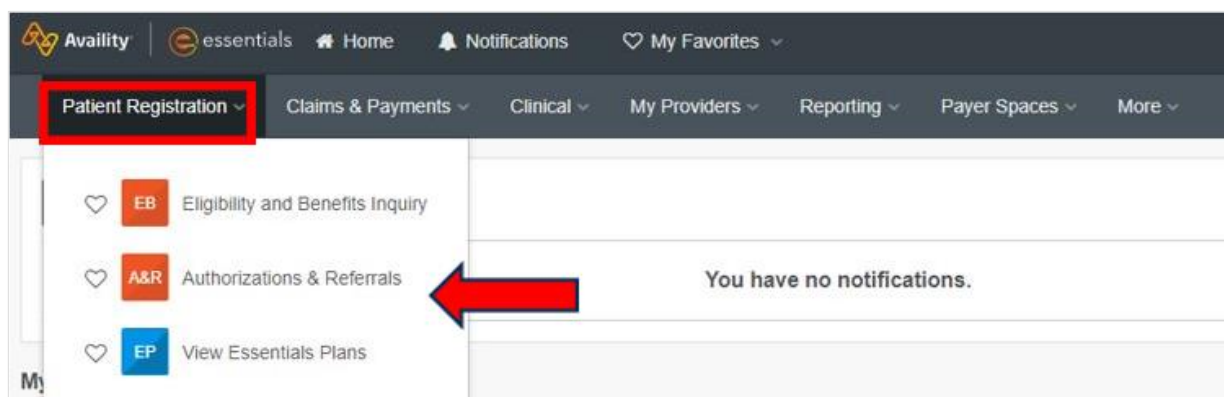 Availity essentials Home Notifications My Favorites
Patient Registration Claims & Payments Clinical My Providers Reporting Payer Spaces More
EB Eligibility and Benefits Inquiry
A&R Authorizations & Referrals
You have no notifications.
EP View Essentials Plans
My